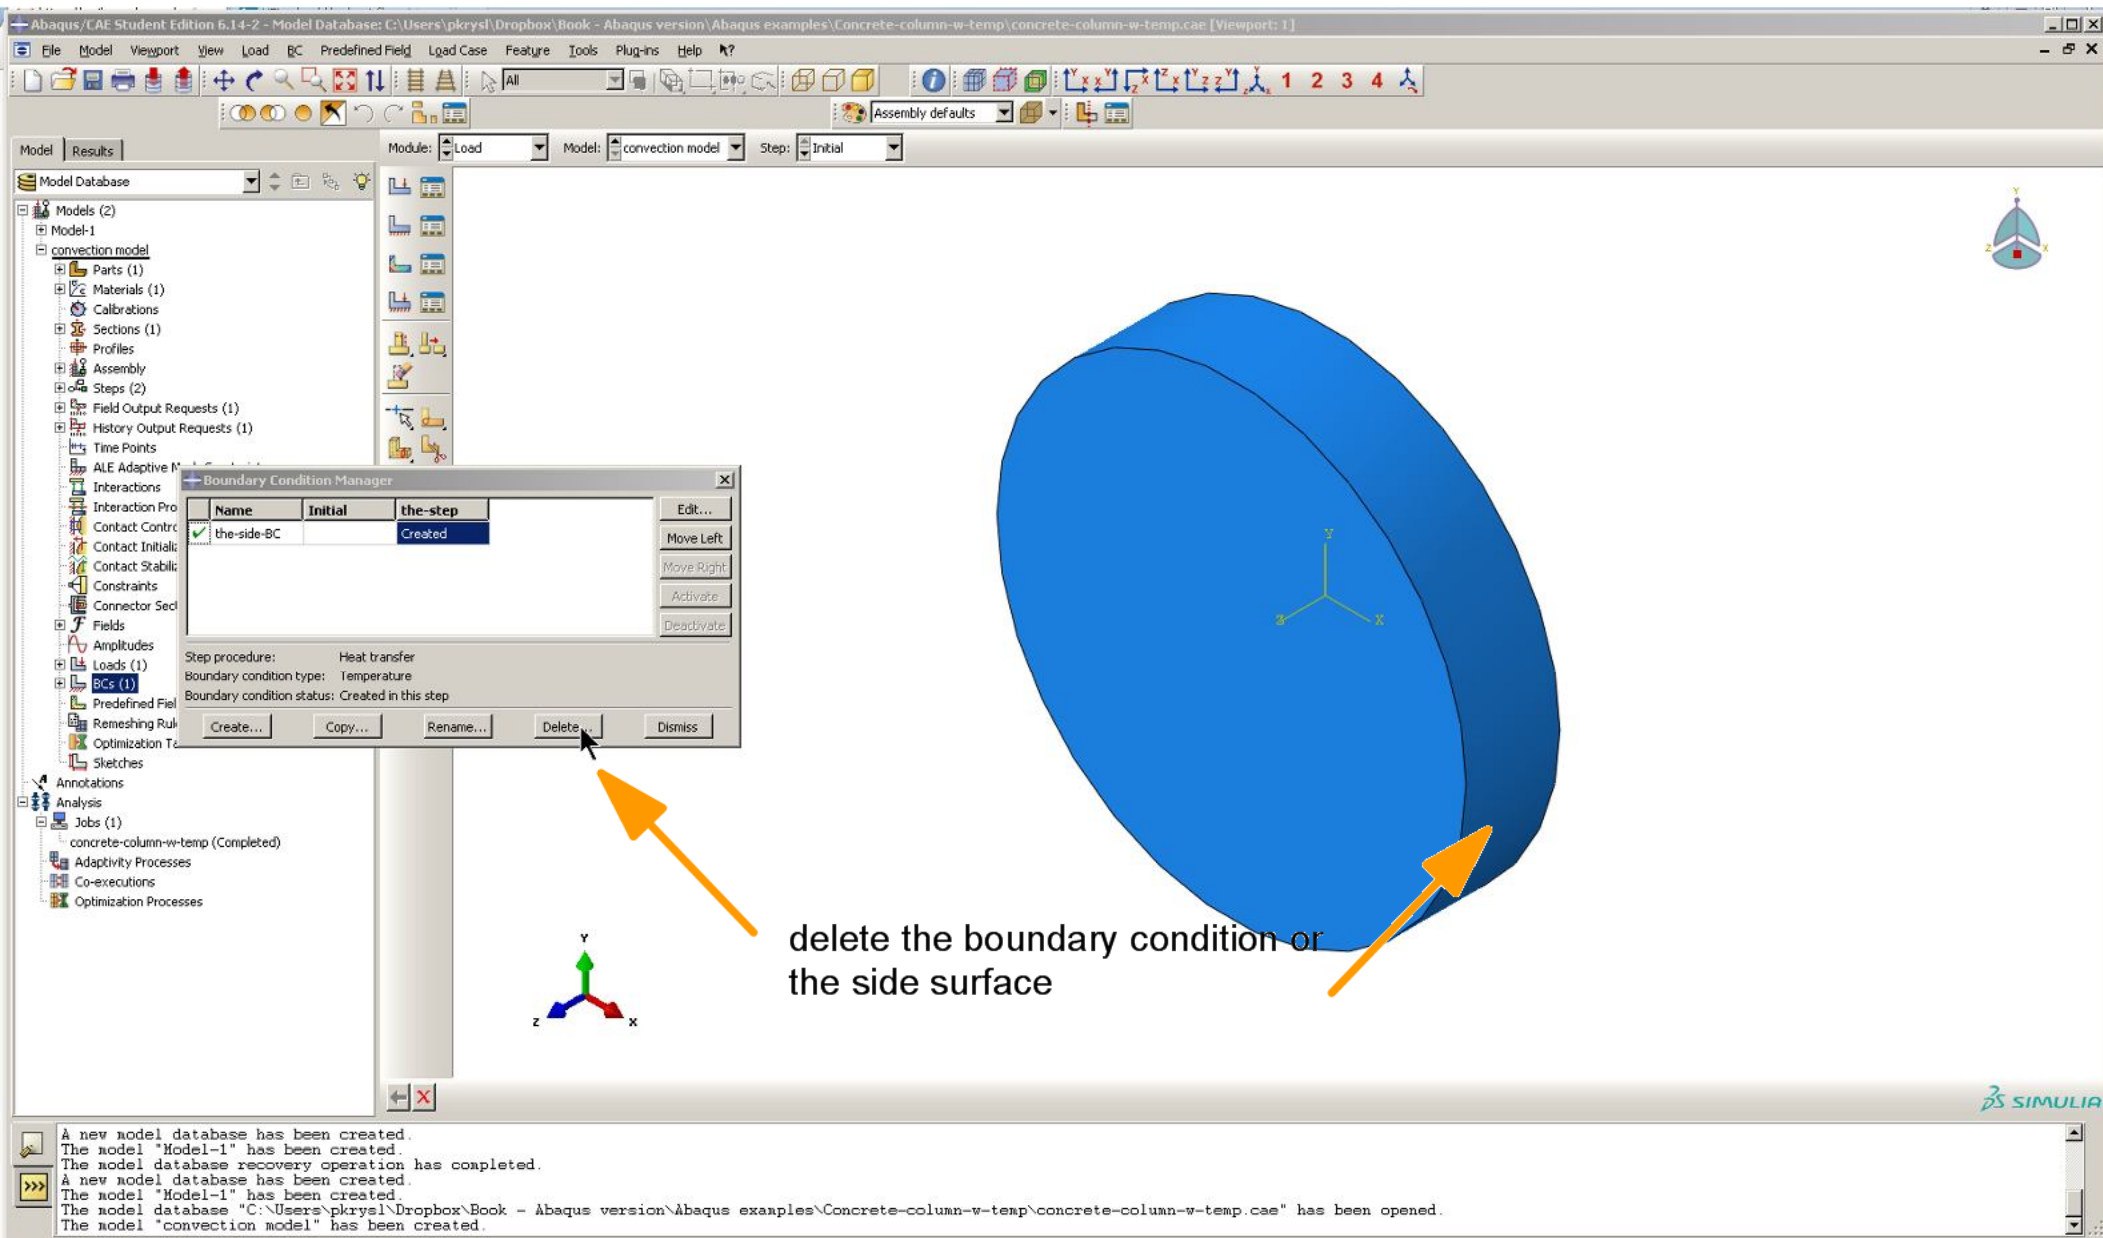 Abaqus/CAE Student Edition 6.14-2 - Model Database: C:\Users\pkrysl\Dropbox\Book - Abaqus version\Abaqus examples\Concrete-column-w-temp\concrete-column-w-temp.cae [Viewport: 1]
File Model Viewport View Load BC Predefined Field Load Case Feature Tools Plug-ins Help
All
1 2 3 4
Assembly defaults
Model Results
Module: Load Model: convection model Step: Initial
Model Database
Models (2)
Model-1
convection model
Parts (1)
Materials (1)
Calibrations
Sections (1)
Profiles
Assembly
Steps (2)
Field Output Requests (1)
History Output Requests (1)
Time Points
ALE Adaptive
Interactions
Interaction Pro
Contact Contro
Contact Initializ
Contact Stabiliz
Constraints
Connector Sect
Fields
Amplitudes
Loads (1)
BCs (1)
Predefined Fiel
Remeshing Rul
Optimization Ta
Sketches
Annotations
Analysis
Jobs (1)
concrete-column-w-temp (Completed)
Adaptivity Processes
Co-executions
Optimization Processes
Boundary Condition Manager
Name Initial the-step
the-side-BC Created
Edit...
Move Left
Move Right
Activate
Deactivate
Step procedure: Heat transfer
Boundary condition type: Temperature
Boundary condition status: Created in this step
Create... Copy... Rename... Delete... Dismiss
Y
Z X
Y
Z X
Y
Z X
delete the boundary condition or
the side surface
SIMULIA
A new model database has been created.
The model "Model-1" has been created.
The model database recovery operation has completed.
A new model database has been created.
The model "Model-1" has been created.
The model database "C:\Users\pkrysl\Dropbox\Book - Abaqus version\Abaqus examples\Concrete-column-w-temp\concrete-column-w-temp.cae" has been opened.
The model "convection model" has been created.